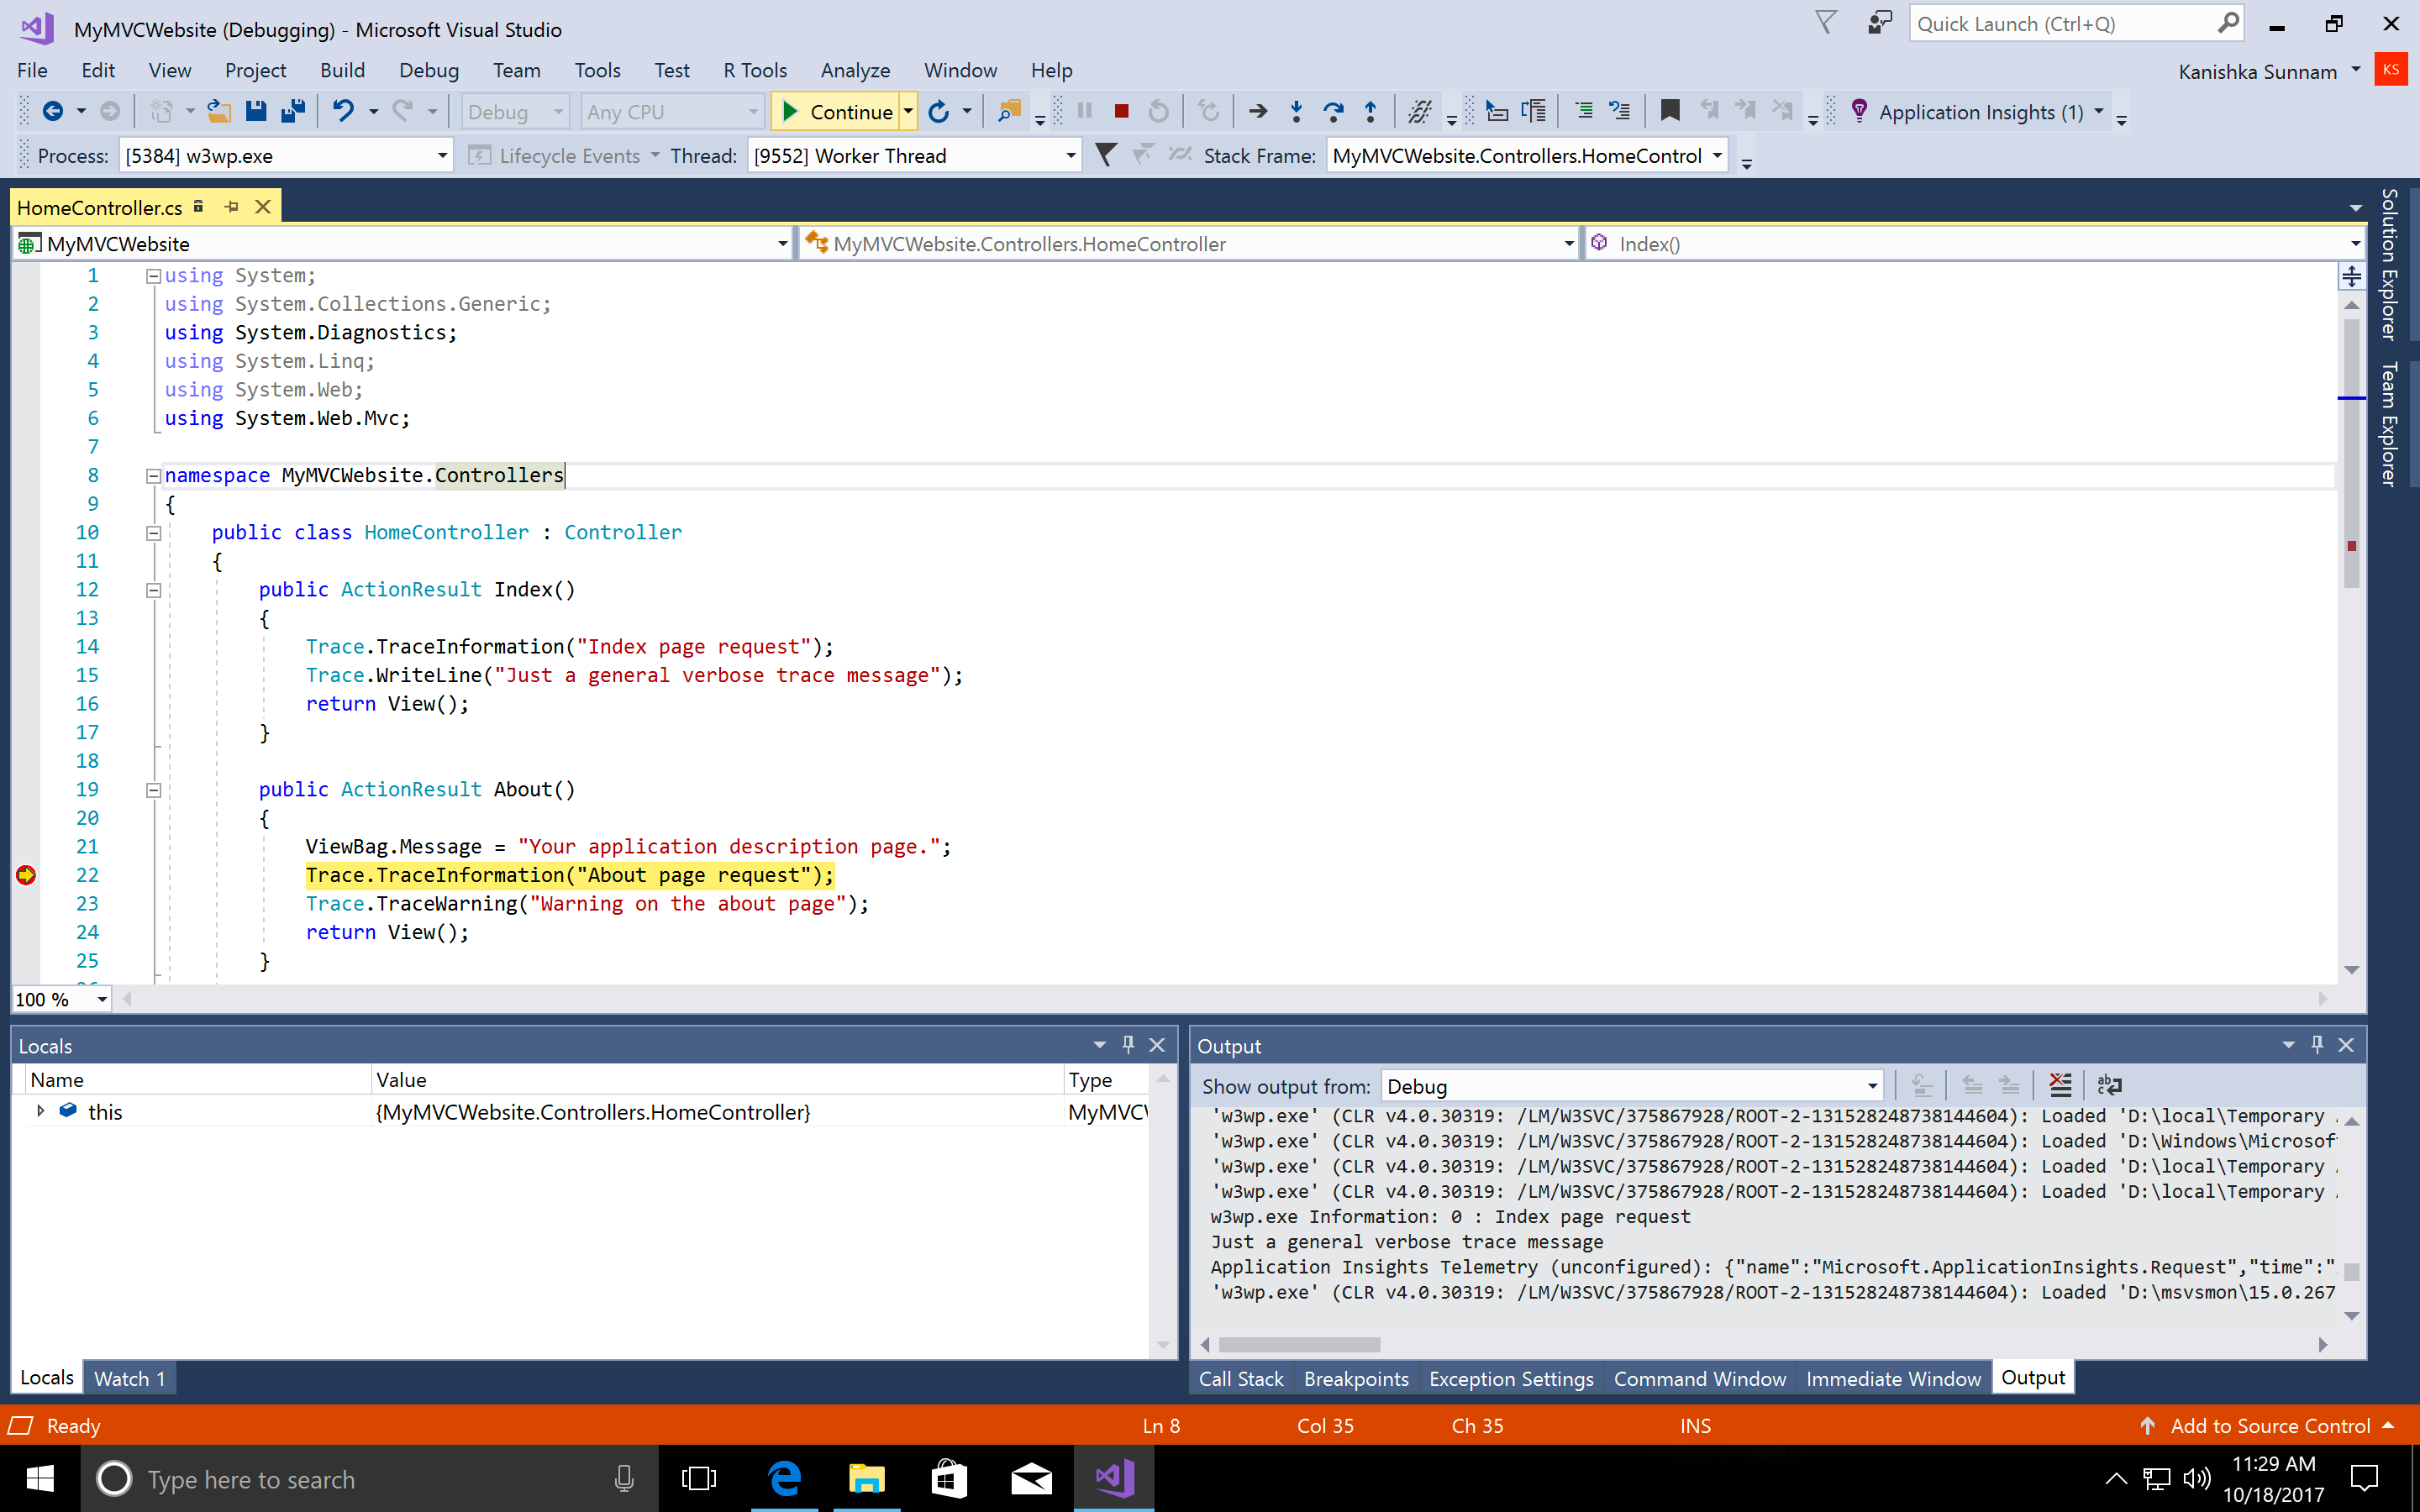 MyMVCWebsite (Debugging) - Microsoft Visual Studio
Quick Launch (Ctrl+Q)
File Edit View Project Build Debug Team Tools Test R Tools Analyze Window Help
Kanishka Sunnam KS
Debug Any CPU Continue Application Insights (1)
Process: [5384] w3wp.exe Lifecycle Events Thread: [9552] Worker Thread Stack Frame: MyMVCWebsite.Controllers.HomeControl
HomeController.cs
MyMVCWebsite MyMVCWebsite.Controllers.HomeController Index()
1 using System;
2 using System.Collections.Generic;
3 using System.Diagnostics;
4 using System.Linq;
5 using System.Web;
6 using System.Web.Mvc;
7
8 namespace MyMVCWebsite.Controllers
9 {
10 public class HomeController : Controller
11 {
12 public ActionResult Index()
13 {
14 Trace.TraceInformation("Index page request");
15 Trace.WriteLine("Just a general verbose trace message");
16 return View();
17 }
18
19 public ActionResult About()
20 {
21 ViewBag.Message = "Your application description page.";
22 Trace.TraceInformation("About page request");
23 Trace.TraceWarning("Warning on the about page");
24 return View();
25 }
100 %
Solution Explorer
Team Explorer
Locals
Name Value Type
this {MyMVCWebsite.Controllers.HomeController} MyMVC
Locals Watch 1
Output
Show output from: Debug
'w3wp.exe' (CLR v4.0.30319: /LM/W3SVC/375867928/ROOT-2-131528248738144604): Loaded 'D:\local\Temporary
'w3wp.exe' (CLR v4.0.30319: /LM/W3SVC/375867928/ROOT-2-131528248738144604): Loaded 'D:\Windows\Microsof
'w3wp.exe' (CLR v4.0.30319: /LM/W3SVC/375867928/ROOT-2-131528248738144604): Loaded 'D:\local\Temporary
'w3wp.exe' (CLR v4.0.30319: /LM/W3SVC/375867928/ROOT-2-131528248738144604): Loaded 'D:\local\Temporary
w3wp.exe Information: 0 : Index page request
Just a general verbose trace message
Application Insights Telemetry (unconfigured): {"name":"Microsoft.ApplicationInsights.Request","time":"
'w3wp.exe' (CLR v4.0.30319: /LM/W3SVC/375867928/ROOT-2-131528248738144604): Loaded 'D:\msvsmon\15.0.267
Call Stack Breakpoints Exception Settings Command Window Immediate Window Output
Ready Ln 8 Col 35 Ch 35 INS Add to Source Control
Type here to search
11:29 AM
10/18/2017